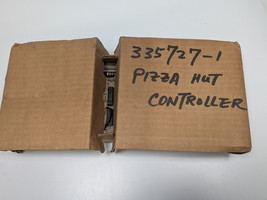 335727-1
PIZZA HUT
CONTROLLER